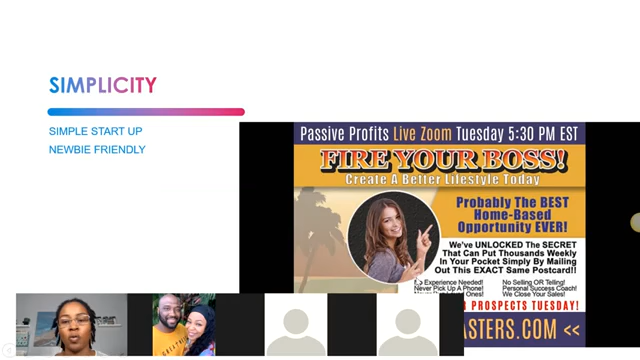 SIMPLICITY
SIMPLE START UP
NEWBIE FRIENDLY
Passive Profits Live Zoom Tuesday 5:30 PM EST
FIRE YOUR BOSS!
Create A Better Lifestyle Today
Probably The BEST
Home-Based
Opportunity EVER!
We've UNLOCKED The SECRET
That Can Put Thousands Weekly
In Your Pocket Simply By Mailing
Out This EXACT Same Postcard!!
Experience Needed!
Never Pick Up A Phone!
Ones!
No Selling OR Telling!
Personal Success Coach!
We Close Your Sales!
PROSPECTS TUESDAY!
ASTERS.COM <<